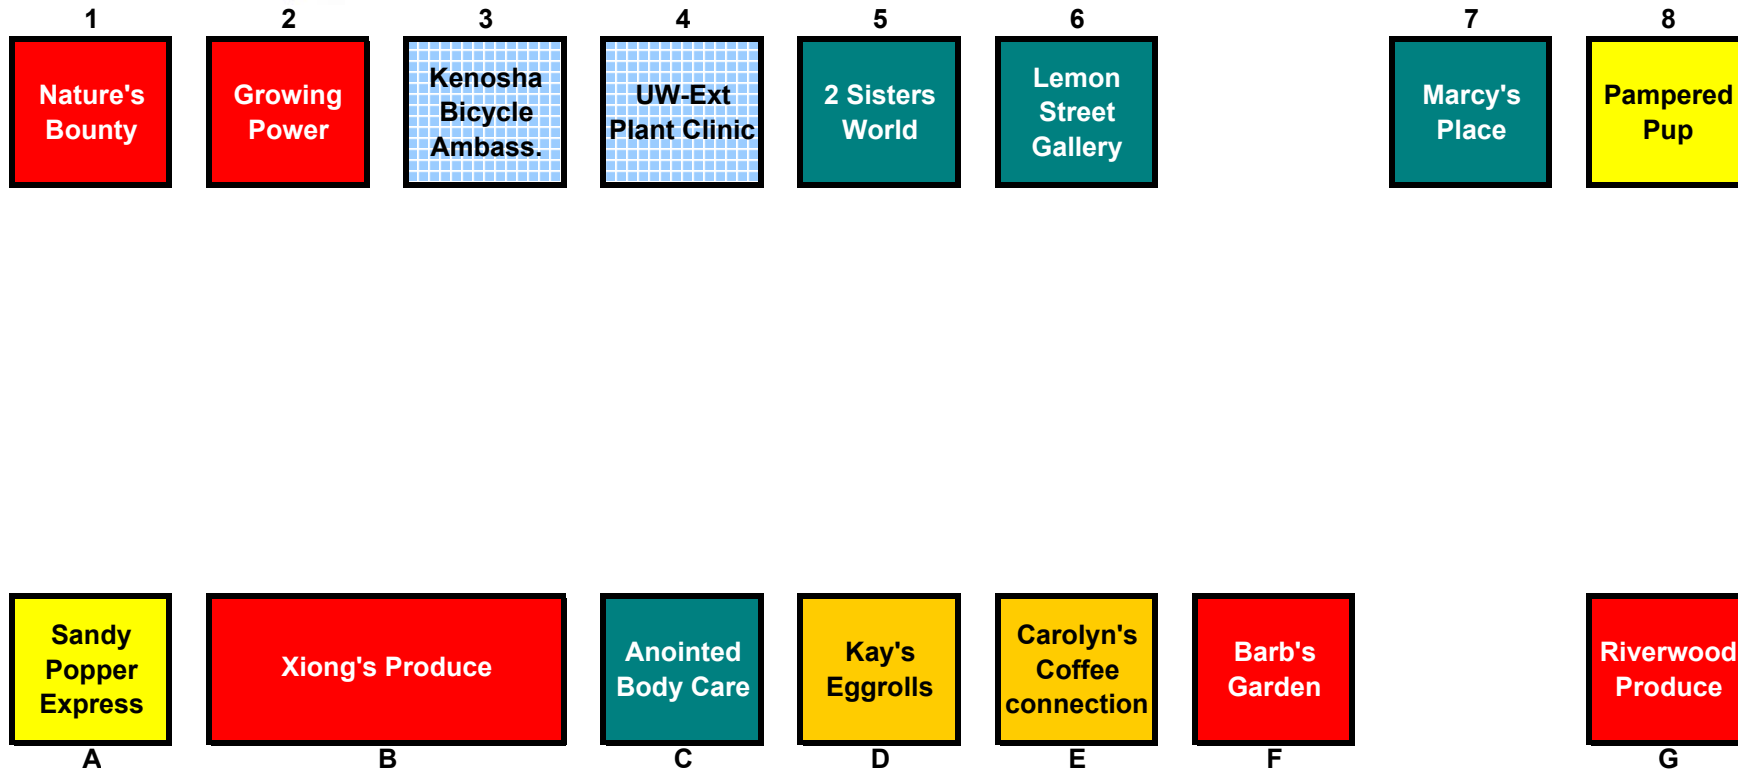 1 2 3 4 5 6 7 8
Nature's
Bounty
Growing
Power
Kenosha
Bicycle
Ambass.
UW-Ext
Plant Clinic
2 Sisters
World
Lemon
Street
Gallery
Marcy's
Place
Pampered
Pup
Sandy
Popper
Express
Xiong's Produce
Anointed
Body Care
Kay's
Eggrolls
Carolyn's
Coffee
connection
Barb's
Garden
Riverwood
Produce
A B C D E F G